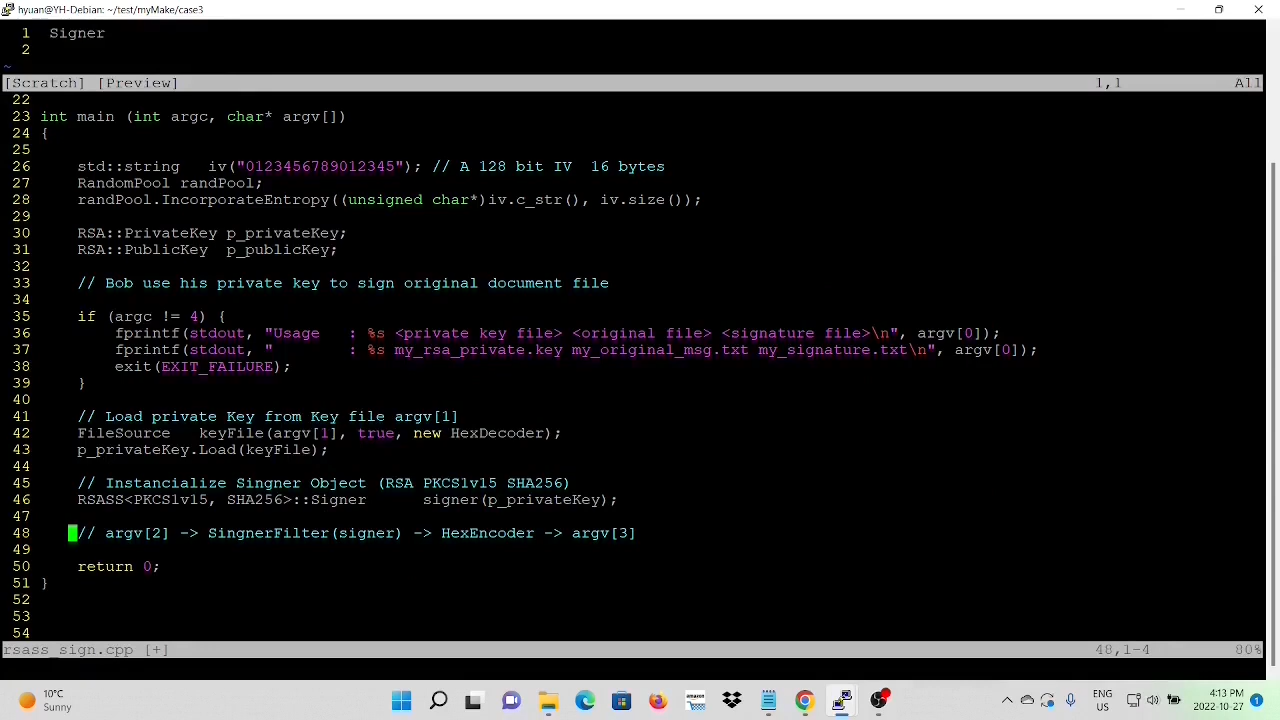 hyuan@YH-Debian: ~/test/myMake/case3
1 Signer
2
~
[Scratch] [Preview] 1,1 All
22
23 int main (int argc, char* argv[])
24 {
25
26 std::string iv("0123456789012345"); // A 128 bit IV 16 bytes
27 RandomPool randPool;
28 randPool.IncorporateEntropy((unsigned char*)iv.c_str(), iv.size());
29
30 RSA::PrivateKey p_privateKey;
31 RSA::PublicKey p_publicKey;
32
33 // Bob use his private key to sign original document file
34
35 if (argc != 4) {
36 fprintf(stdout, "Usage : %s <private key file> <original file> <signature file>\n", argv[0]);
37 fprintf(stdout, " : %s my_rsa_private.key my_original_msg.txt my_signature.txt\n", argv[0]);
38 exit(EXIT_FAILURE);
39 }
40
41 // Load private Key from Key file argv[1]
42 FileSource keyFile(argv[1], true, new HexDecoder);
43 p_privateKey.Load(keyFile);
44
45 // Instancialize Singner Object (RSA PKCS1v15 SHA256)
46 RSASS<PKCS1v15, SHA256>::Signer signer(p_privateKey);
47
48 // argv[2] -> SingnerFilter(signer) -> HexEncoder -> argv[3]
49
50 return 0;
51 }
52
53
54
rsass_sign.cpp [+] 48,1-4 80%
10°C
Sunny
amazon
ENG
US
4:13 PM
2022-10-27
1